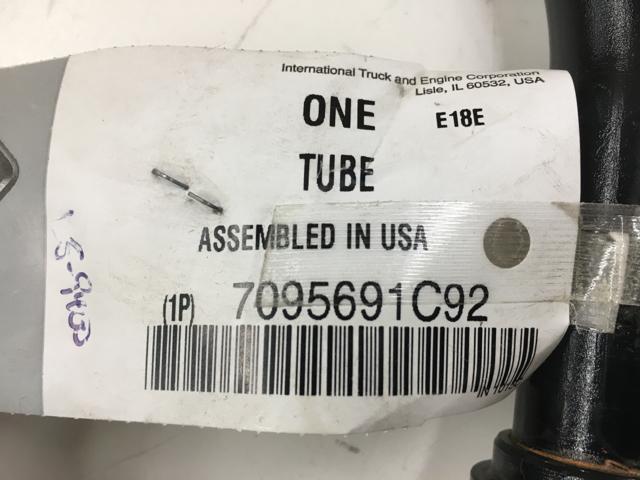 International Truck and Engine Corporation
Lisle, IL 60532, USA
ONE
E18E
TUBE
ASSEMBLED IN USA
(1P) 7095691C92